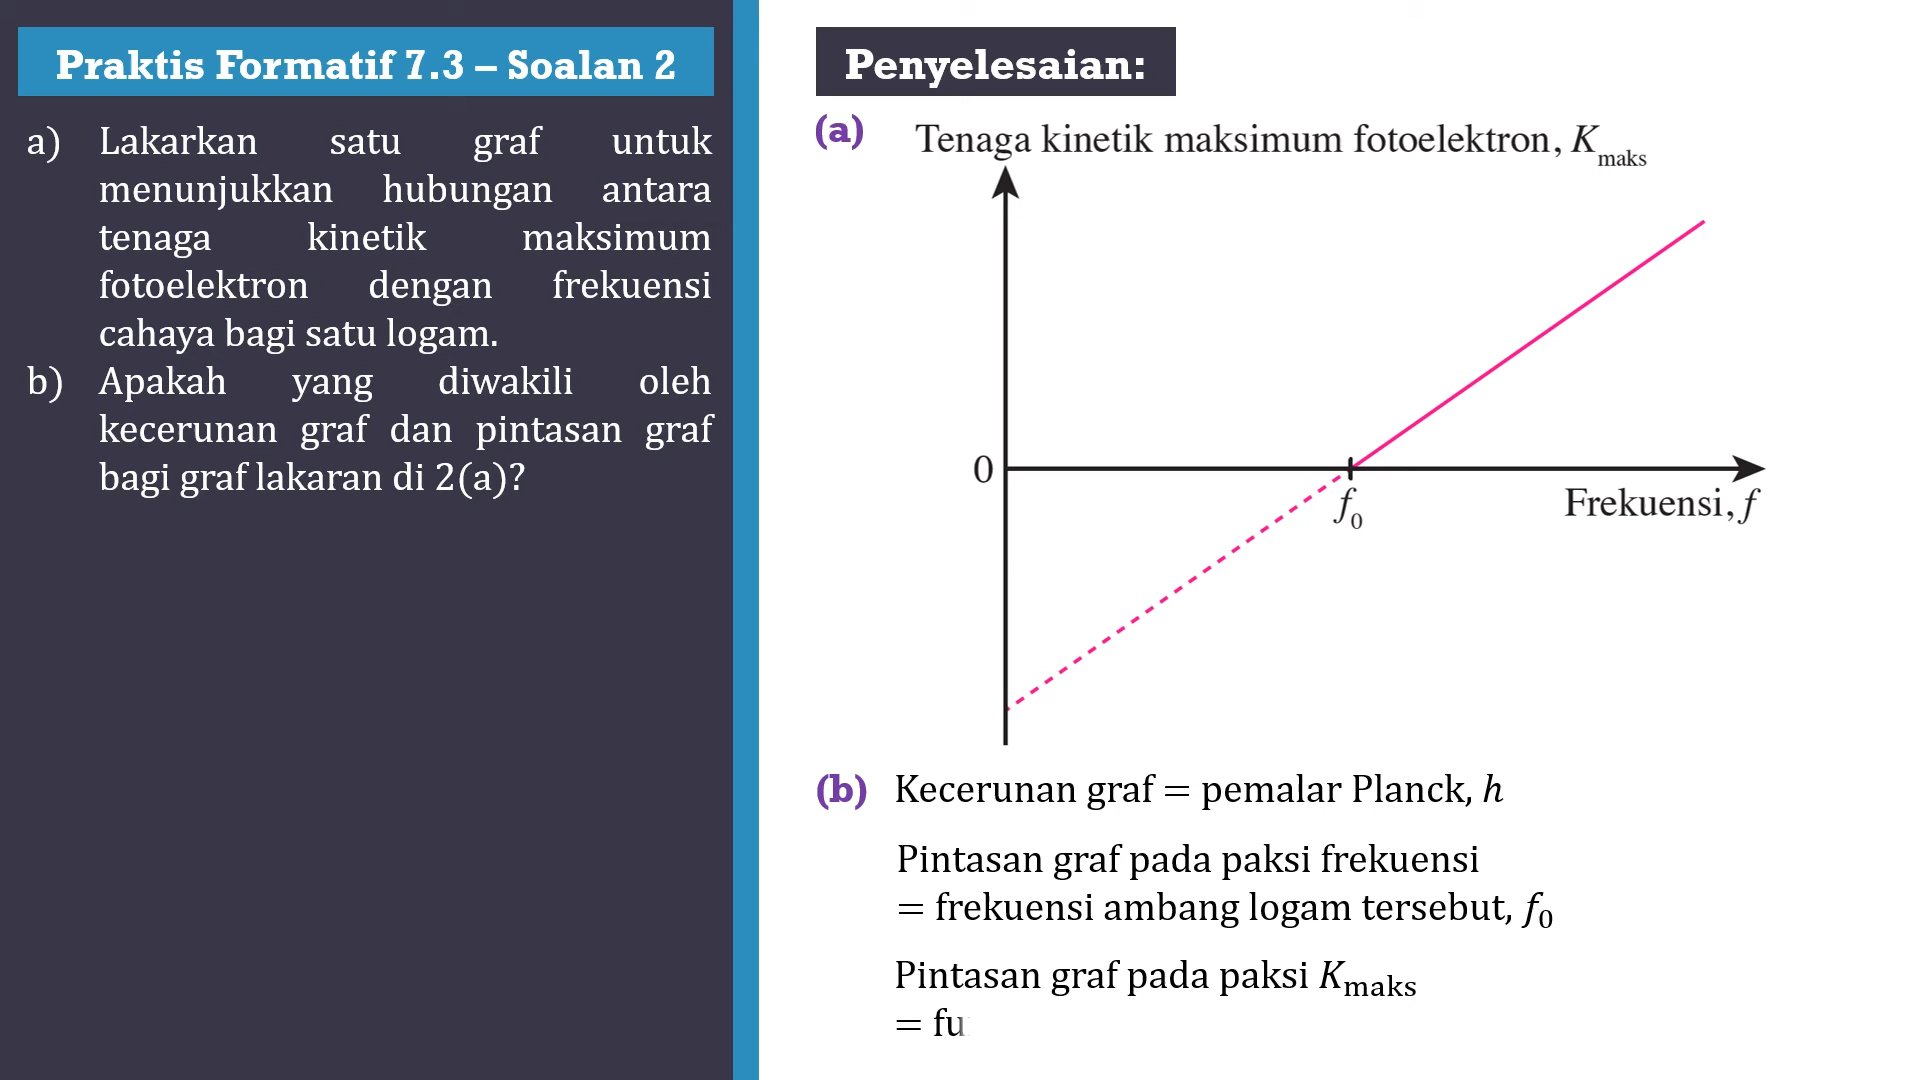 Praktis Formatif 7.3 – Soalan 2
a) Lakarkan satu graf untuk
menunjukkan hubungan antara
tenaga kinetik maksimum
fotoelektron dengan frekuensi
cahaya bagi satu logam.
b) Apakah yang diwakili oleh
kecerunan graf dan pintasan graf
bagi graf lakaran di 2(a)?
Penyelesaian:
(a) Tenaga kinetik maksimum fotoelektron, K_maks
0
f_0
Frekuensi, f
(b) Kecerunan graf = pemalar Planck, h
Pintasan graf pada paksi frekuensi
= frekuensi ambang logam tersebut, f_0
Pintasan graf pada paksi K_maks
= fu